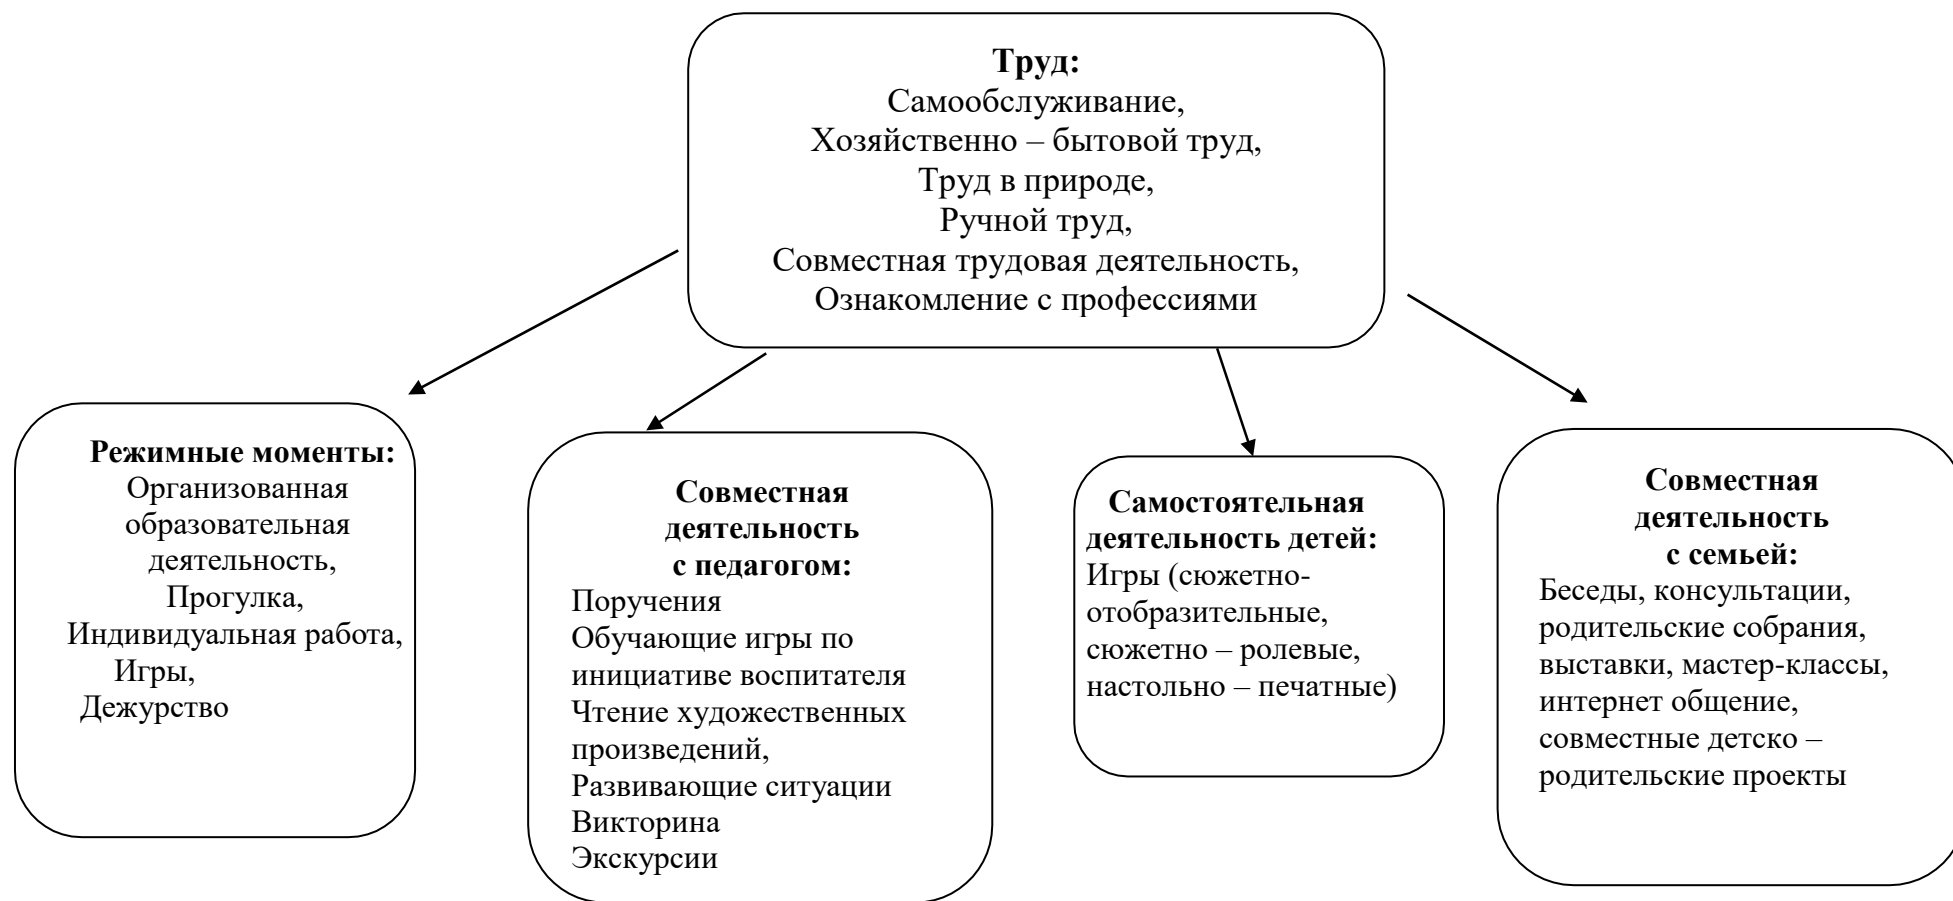 Труд:
Самообслуживание,
Хозяйственно – бытовой труд,
Труд в природе,
Ручной труд,
Совместная трудовая деятельность,
Ознакомление с профессиями
Режимные моменты:
Организованная
образовательная
деятельность,
Прогулка,
Индивидуальная работа,
Игры,
Дежурство
Совместная
деятельность
с педагогом:
Поручения
Обучающие игры по
инициативе воспитателя
Чтение художественных
произведений,
Развивающие ситуации
Викторина
Экскурсии
Самостоятельная
деятельность детей:
Игры (сюжетно-
отобразительные,
сюжетно – ролевые,
настольно – печатные)
Совместная
деятельность
с семьей:
Беседы, консультации,
родительские собрания,
выставки, мастер-классы,
интернет общение,
совместные детско –
родительские проекты